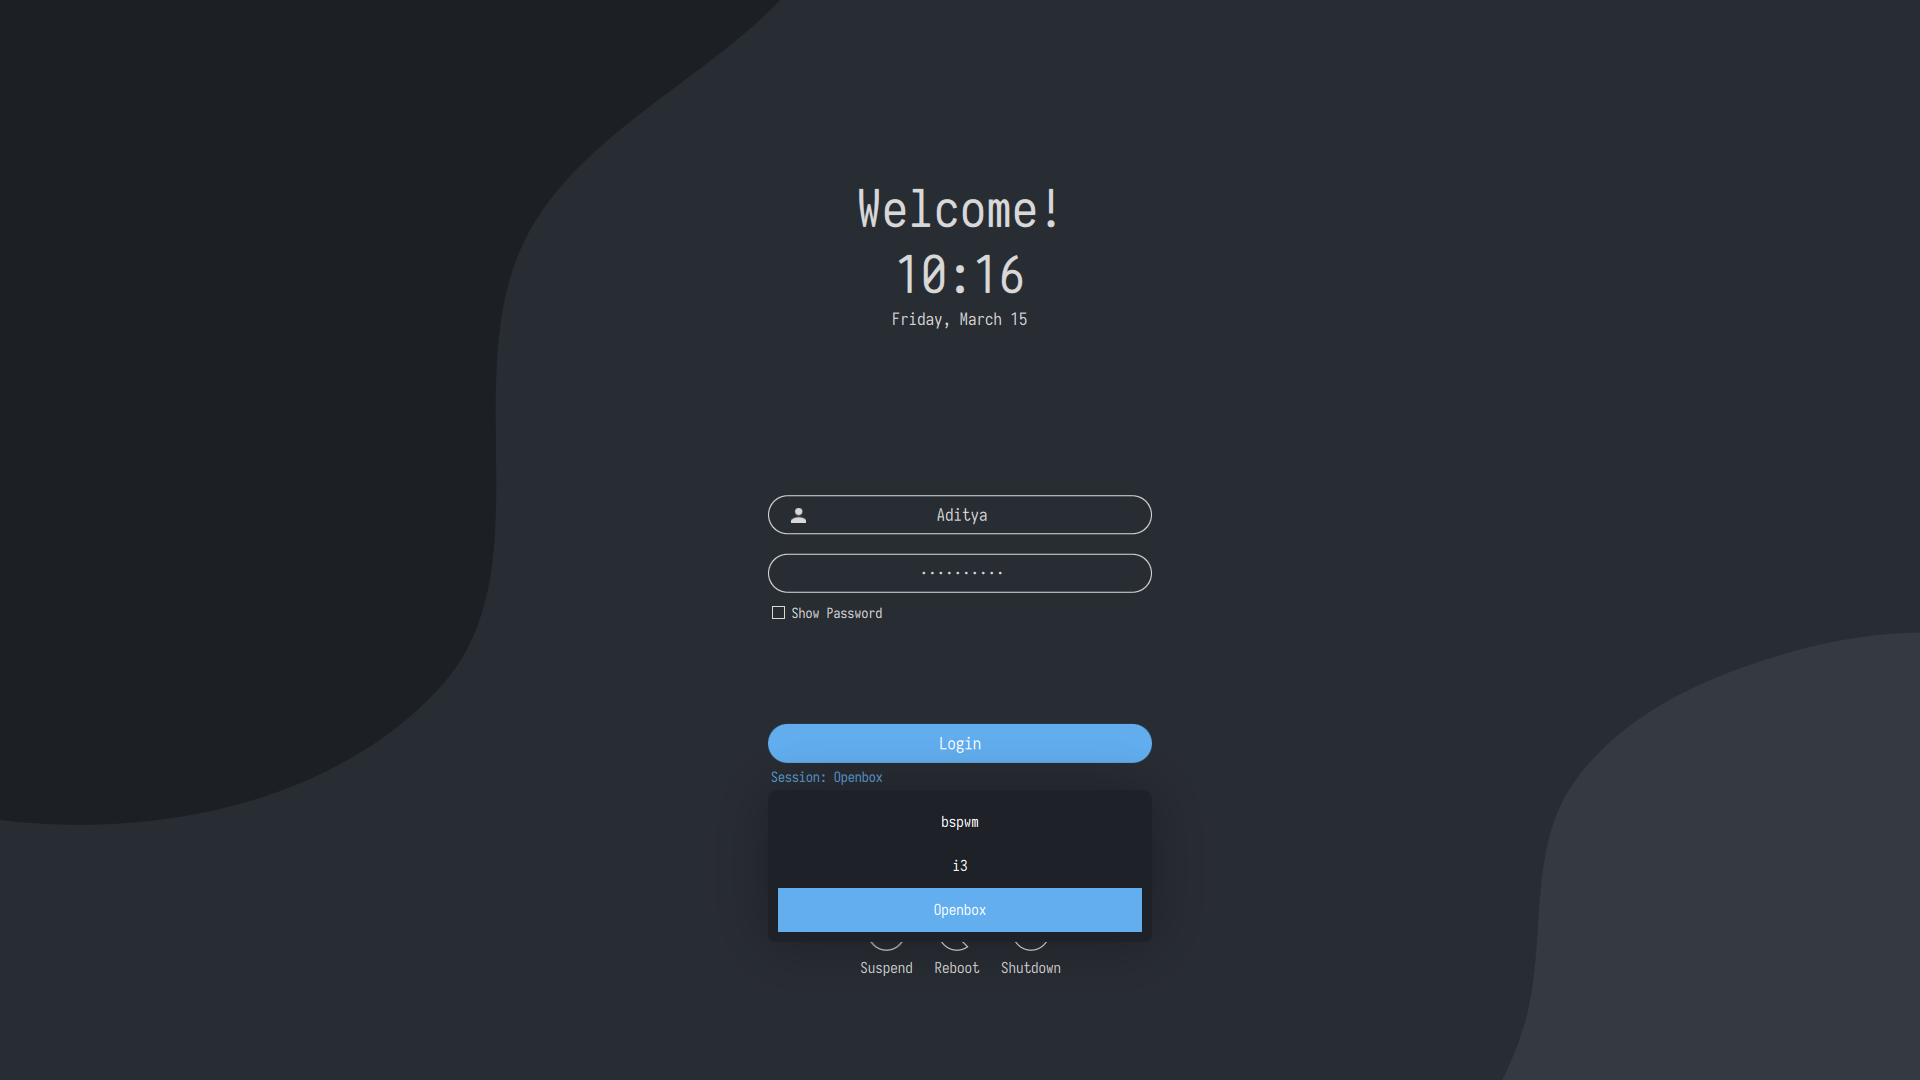 Welcome!
10:16
Friday, March 15
Aditya
··········
Show Password
Login
Session: Openbox
bspwm
i3
Openbox
Suspend Reboot Shutdown